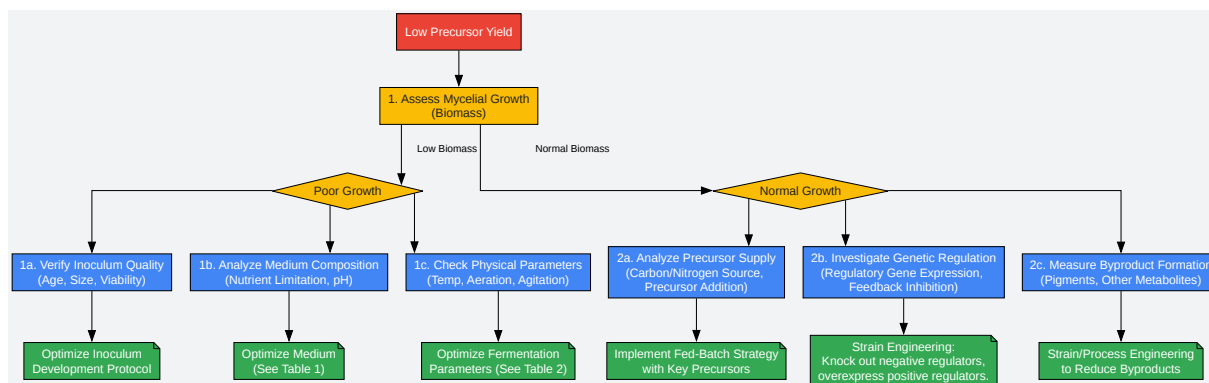 Low Precursor Yield
1. Assess Mycelial Growth
(Biomass)
Low Biomass
Normal Biomass
Poor Growth
Normal Growth
1a. Verify Inoculum Quality
(Age, Size, Viability)
1b. Analyze Medium Composition
(Nutrient Limitation, pH)
1c. Check Physical Parameters
(Temp, Aeration, Agitation)
2a. Analyze Precursor Supply
(Carbon/Nitrogen Source,
Precursor Addition)
2b. Investigate Genetic Regulation
(Regulatory Gene Expression,
Feedback Inhibition)
2c. Measure Byproduct Formation
(Pigments, Other Metabolites)
Optimize Inoculum
Development Protocol
Optimize Medium
(See Table 1)
Optimize Fermentation
Parameters (See Table 2)
Implement Fed-Batch Strategy
with Key Precursors
Strain Engineering:
Knock out negative regulators,
overexpress positive regulators.
Strain/Process Engineering
to Reduce Byproducts